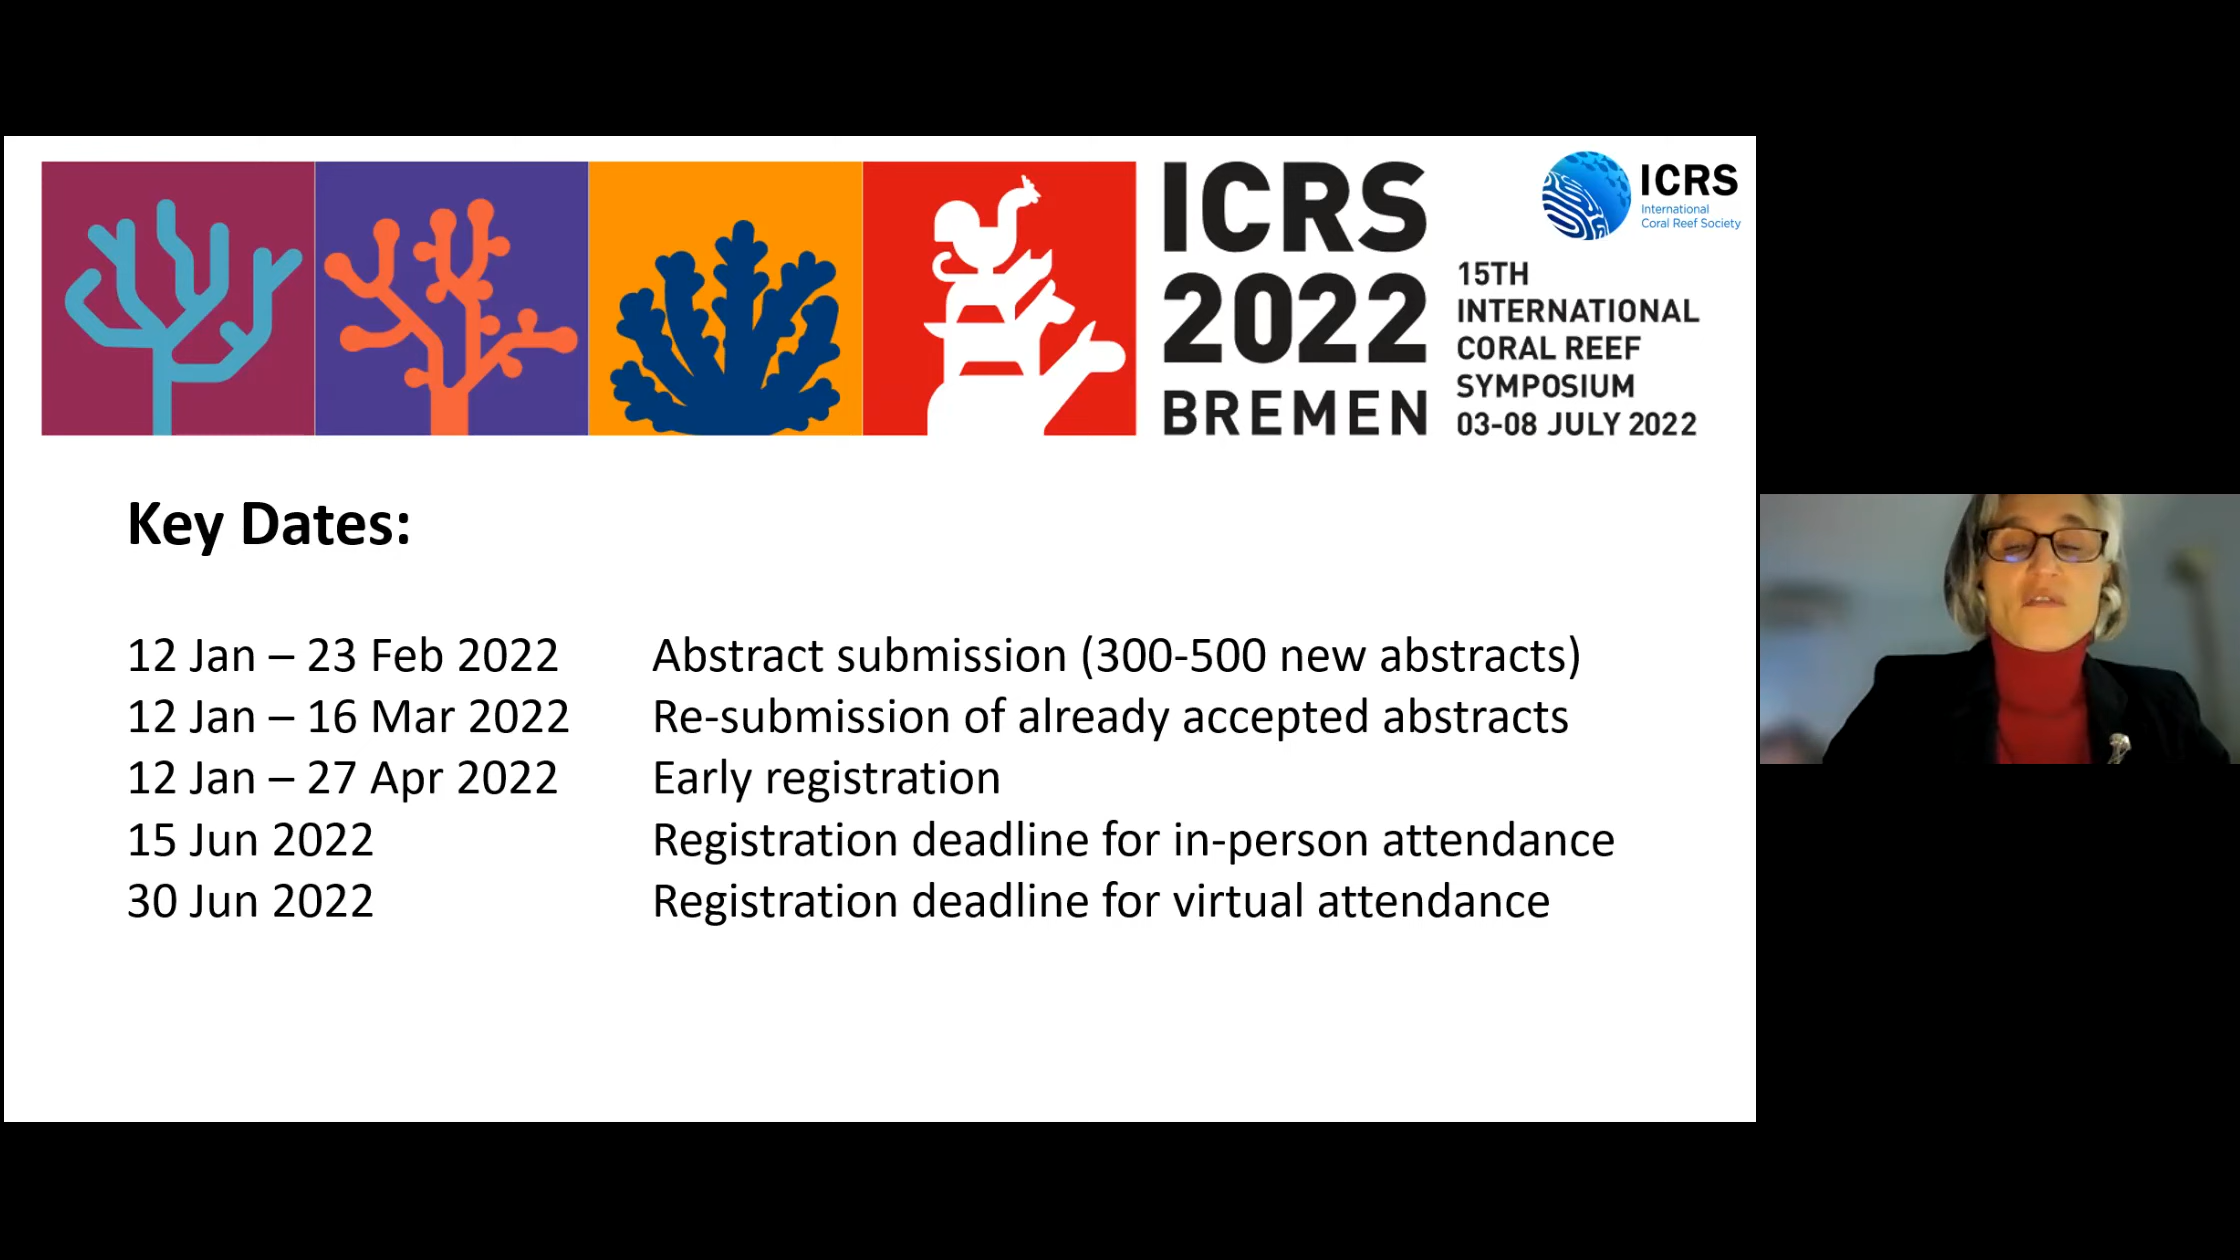 ICRS
2022
BREMEN
ICRS
International
Coral Reef Society
15TH
INTERNATIONAL
CORAL REEF
SYMPOSIUM
03-08 JULY 2022
Key Dates:
12 Jan – 23 Feb 2022 Abstract submission (300-500 new abstracts)
12 Jan – 16 Mar 2022 Re-submission of already accepted abstracts
12 Jan – 27 Apr 2022 Early registration
15 Jun 2022 Registration deadline for in-person attendance
30 Jun 2022 Registration deadline for virtual attendance